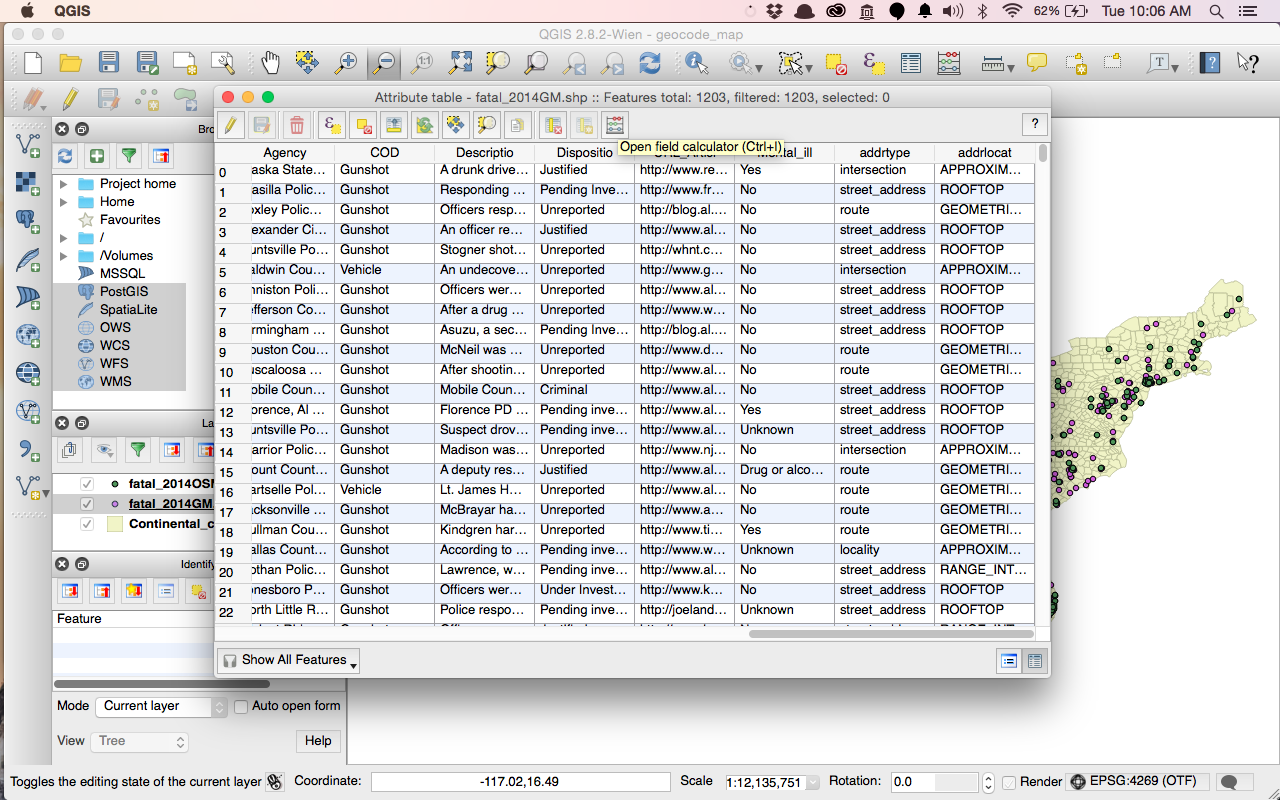 QGIS 62% Tue 10:06 AM
QGIS 2.8.2-Wien - geocode_map
Attribute table - fatal_2014GM.shp :: Features total: 1203, filtered: 1203, selected: 0
Open field calculator (Ctrl+I)
Agency COD Descriptio Dispositio addrtype addrlocat
0 aska State... Gunshot A drunk drive... Justified http://www.re... Yes intersection APPROXIM...
1 asilla Polic... Gunshot Responding ... Pending Inve... http://www.fr... No street_address ROOFTOP
2 oxley Polic... Gunshot Officers resp... Unreported http://blog.al.... No route GEOMETRI...
3 exander Ci... Gunshot An officer re... Justified http://www.al... No street_address ROOFTOP
4 untsville Po... Gunshot Stogner shot... Unreported http://whnt.c... No street_address ROOFTOP
5 aldwin Cou... Vehicle An undecove... Unreported http://www.g... No intersection APPROXIM...
6 nniston Poli... Gunshot Officers wer... Unreported http://www.al... No street_address ROOFTOP
7 efferson Co... Gunshot After a drug ... Unreported http://www.w... No street_address ROOFTOP
8 rmingham ... Gunshot Asuzu, a sec... Pending Inve... http://blog.al.... No street_address ROOFTOP
9 ouston Cou... Gunshot McNeil was ... Unreported http://www.d... No route GEOMETRI...
10 uscaloosa ... Gunshot After shootin... Unreported http://www.al... No route GEOMETRI...
11 obile Coun... Gunshot Mobile Coun... Criminal http://www.al... No street_address ROOFTOP
12 orence, Al ... Gunshot Florence PD ... Pending inve... http://www.al... Yes street_address ROOFTOP
13 untsville Po... Gunshot Suspect drov... Pending inve... http://www.al... Unknown street_address ROOFTOP
14 arrior Polic... Gunshot Madison was... Unreported http://www.nj... No intersection APPROXIM...
15 ount Count... Gunshot A deputy res... Justified http://www.al... Drug or alco... route GEOMETRI...
16 artselle Pol... Vehicle Lt. James H... Unreported http://www.al... No route GEOMETRI...
17 acksonville ... Gunshot McBrayar ha... Unreported http://www.a... No route GEOMETRI...
18 ullman Cou... Gunshot Kindgren har... Unreported http://www.ti... Yes route GEOMETRI...
19 allas Count... Gunshot According to ... Pending inve... http://www.w... Unknown locality APPROXIM...
20 othan Polic... Gunshot Lawrence, w... Pending inve... http://www.al... No street_address RANGE_INT...
21 onesboro P... Gunshot Officers wer... Under Invest... http://www.k... No street_address ROOFTOP
22 orth Little R... Gunshot Police respo... Pending inve... http://joeland... Unknown street_address ROOFTOP
Show All Features
Bro
Project home
Home
Favourites
/
/Volumes
MSSQL
PostGIS
SpatiaLite
OWS
WCS
WFS
WMS
La
fatal_2014OSM
fatal_2014GM
Continental_c
Identify
Feature
Mode Current layer Auto open form
View Tree Help
Toggles the editing state of the current layer Coordinate: -117.02,16.49 Scale 1:12,135,751 Rotation: 0.0 Render EPSG:4269 (OTF)